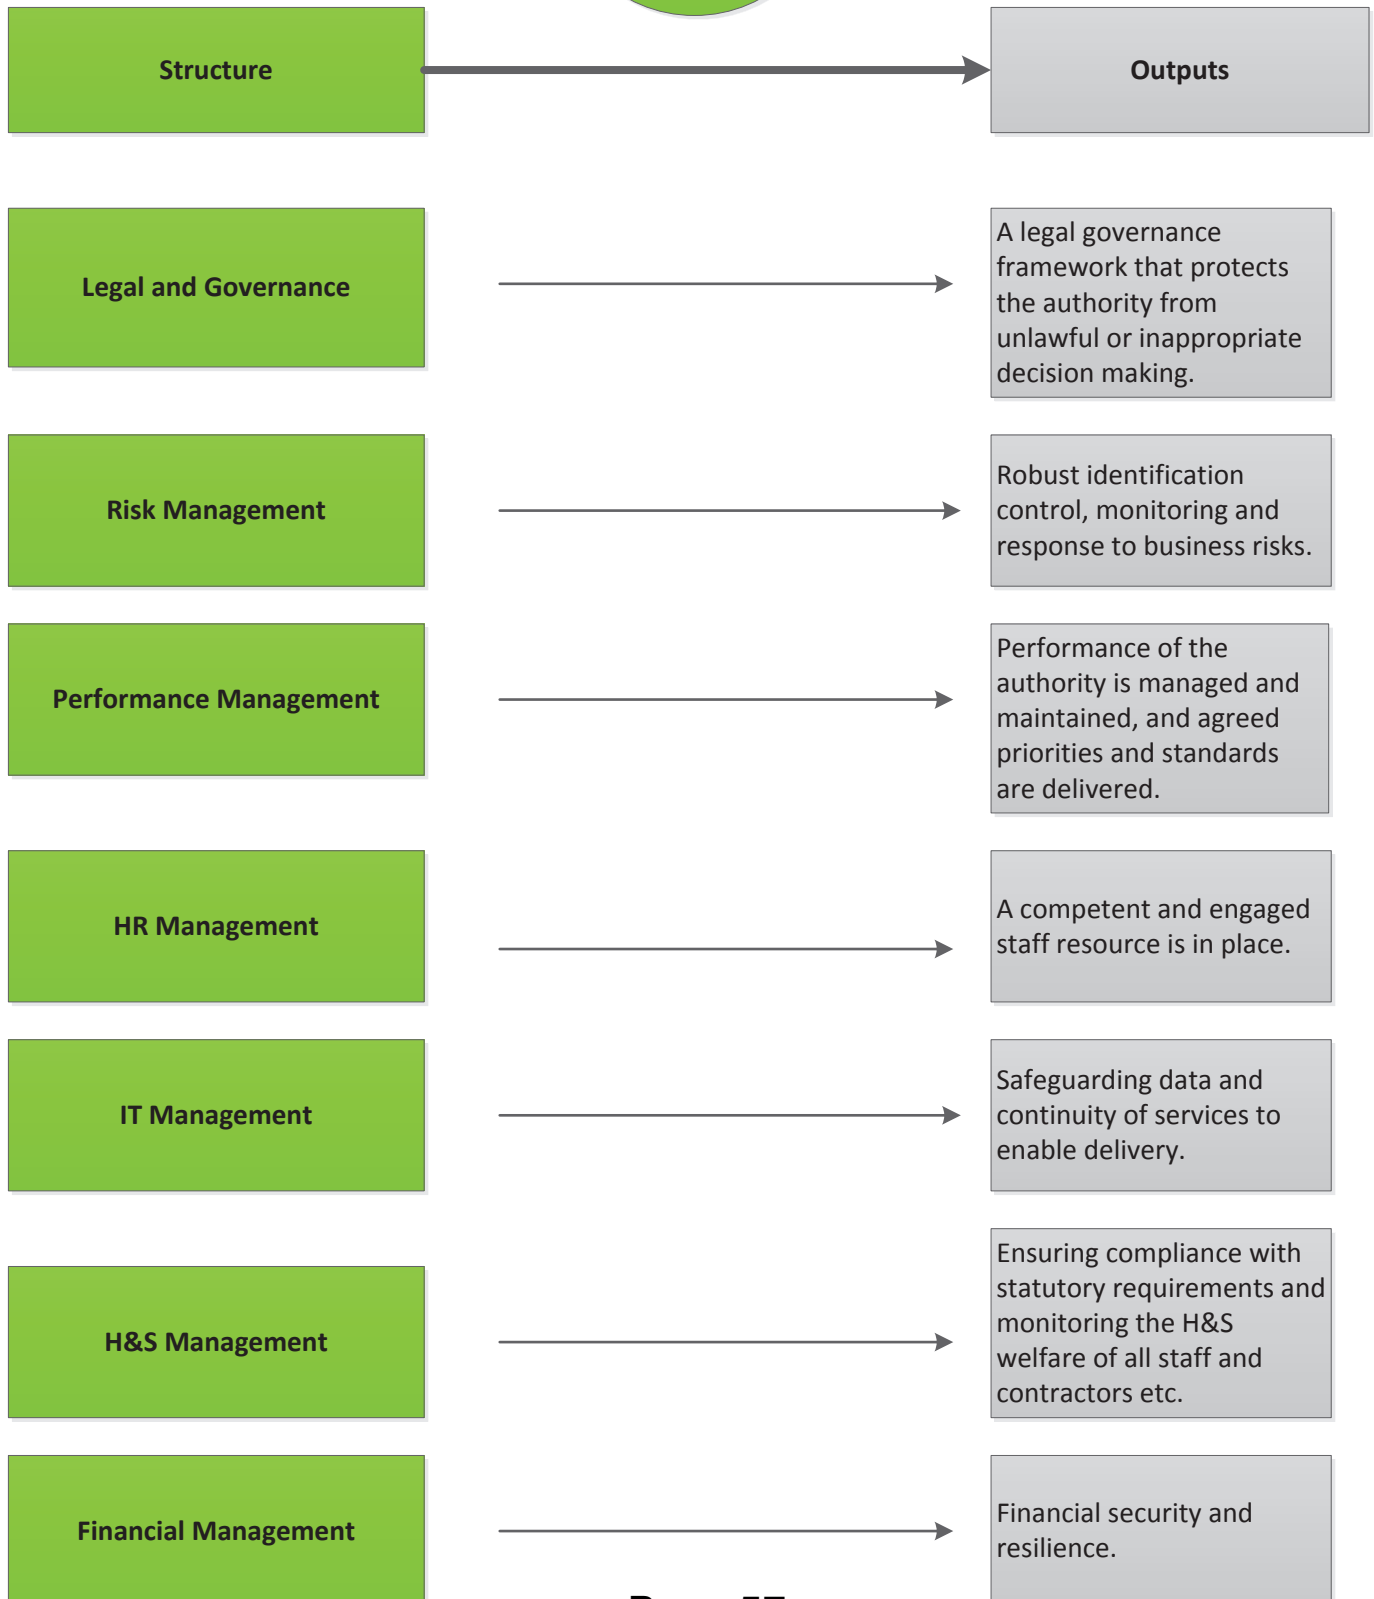 Structure
Outputs
Legal and Governance
A legal governance
framework that protects
the authority from
unlawful or inappropriate
decision making.
Risk Management
Robust identification
control, monitoring and
response to business risks.
Performance Management
Performance of the
authority is managed and
maintained, and agreed
priorities and standards
are delivered.
HR Management
A competent and engaged
staff resource is in place.
IT Management
Safeguarding data and
continuity of services to
enable delivery.
H&S Management
Ensuring compliance with
statutory requirements and
monitoring the H&S
welfare of all staff and
contractors etc.
Financial Management
Financial security and
resilience.